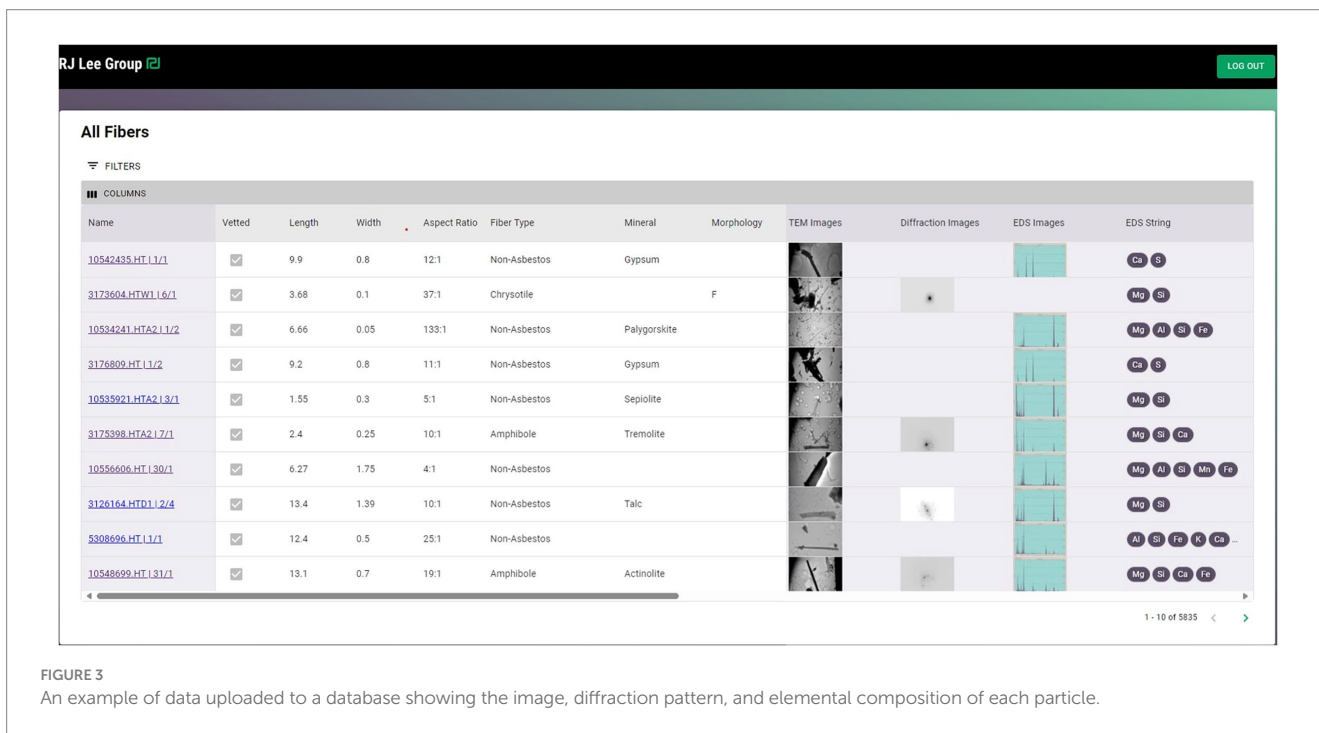 RJ Lee Group
LOG OUT
All Fibers
FILTERS
COLUMNS
Name Vetted Length Width Aspect Ratio Fiber Type Mineral Morphology TEM Images Diffraction Images EDS Images EDS String
10542435.HT | 1/1 9.9 0.8 12:1 Non-Asbestos Gypsum Ca S
3173604.HTW1 | 6/1 3.68 0.1 37:1 Chrysotile F Mg Si
10534241.HTA2 | 1/2 6.66 0.05 133:1 Non-Asbestos Palygorskite Mg Al Si Fe
3176809.HT | 1/2 9.2 0.8 11:1 Non-Asbestos Gypsum Ca S
10535921.HTA2 | 3/1 1.55 0.3 5:1 Non-Asbestos Sepiolite Mg Si
3175398.HTA2 | 7/1 2.4 0.25 10:1 Amphibole Tremolite Mg Si Ca
10556606.HT | 30/1 6.27 1.75 4:1 Non-Asbestos Mg Al Si Mn Fe
3126164.HTD1 | 2/4 13.4 1.39 10:1 Non-Asbestos Talc Mg Si
5308696.HT | 1/1 12.4 0.5 25:1 Non-Asbestos Al Si Fe K Ca ...
10548699.HT | 31/1 13.1 0.7 19:1 Amphibole Actinolite Mg Si Ca Fe
1 - 10 of 5835
FIGURE 3
An example of data uploaded to a database showing the image, diffraction pattern, and elemental composition of each particle.